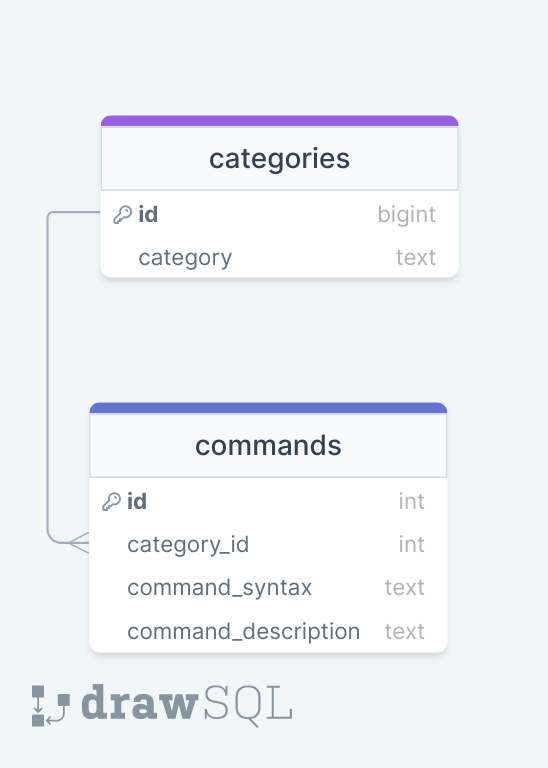 categories
id bigint
category text
commands
id int
category_id int
command_syntax text
command_description text
drawSQL